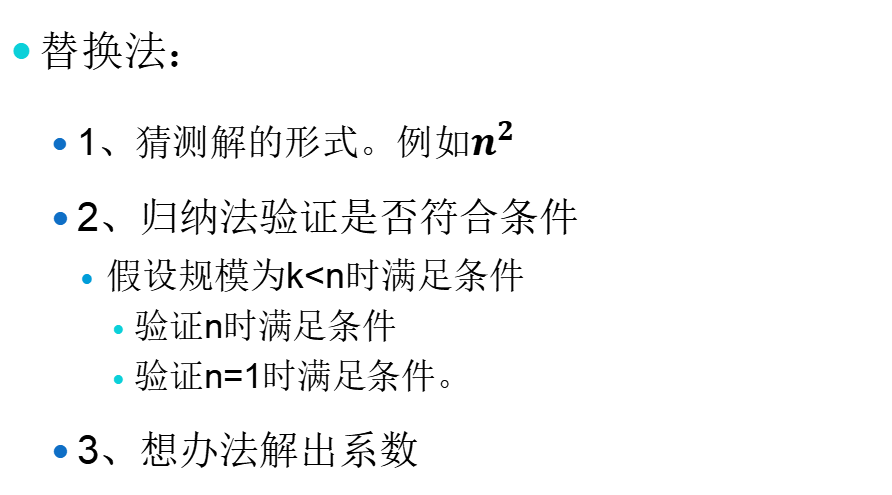 替换法：
1、猜测解的形式。例如n²
2、归纳法验证是否符合条件
假设规模为k<n时满足条件
验证n时满足条件
验证n=1时满足条件。
3、想办法解出系数